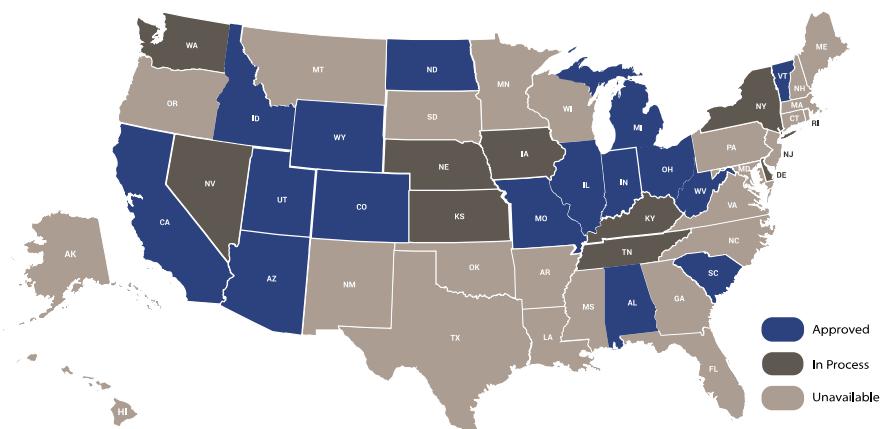 WA
ME
MT
ND
VT
MN
NH
OR
ID
WI
NY
MA
SD
CT
RI
WY
MI
PA
IA
NJ
NE
OH
MD
DE
NV
IL
IN
UT
WV
CO
VA
CA
KS
MO
KY
NC
TN
AK
AZ
OK
NM
AR
SC
MS
AL
GA
Approved
TX
LA
In Process
FL
Unavailable
HI